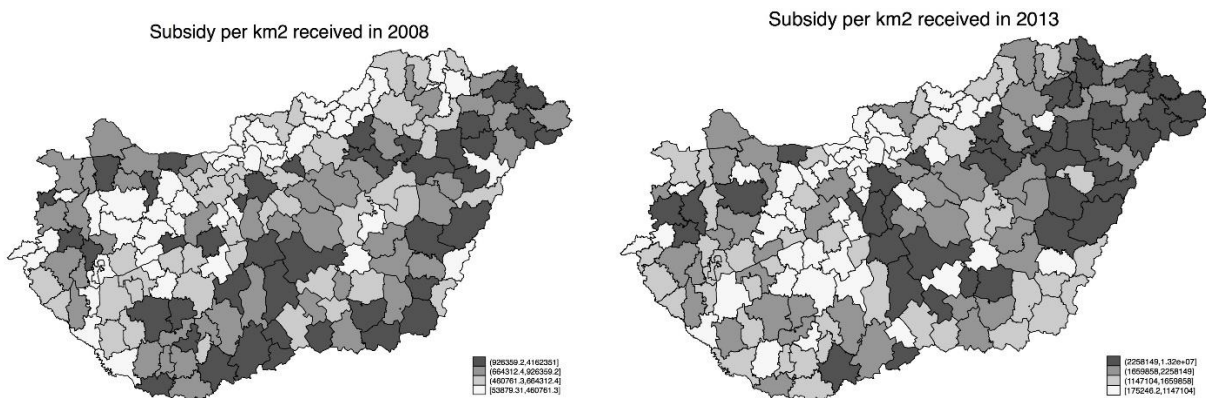 Subsidy per km2 received in 2008
(926359.2,4162351]
(664312.4,926359.2]
(460761.3,664312.4]
[53879.31,460761.3]
Subsidy per km2 received in 2013
(2258149,1.32e+07]
(1659858,2258149]
(1147104,1659858]
[175246.2,1147104]